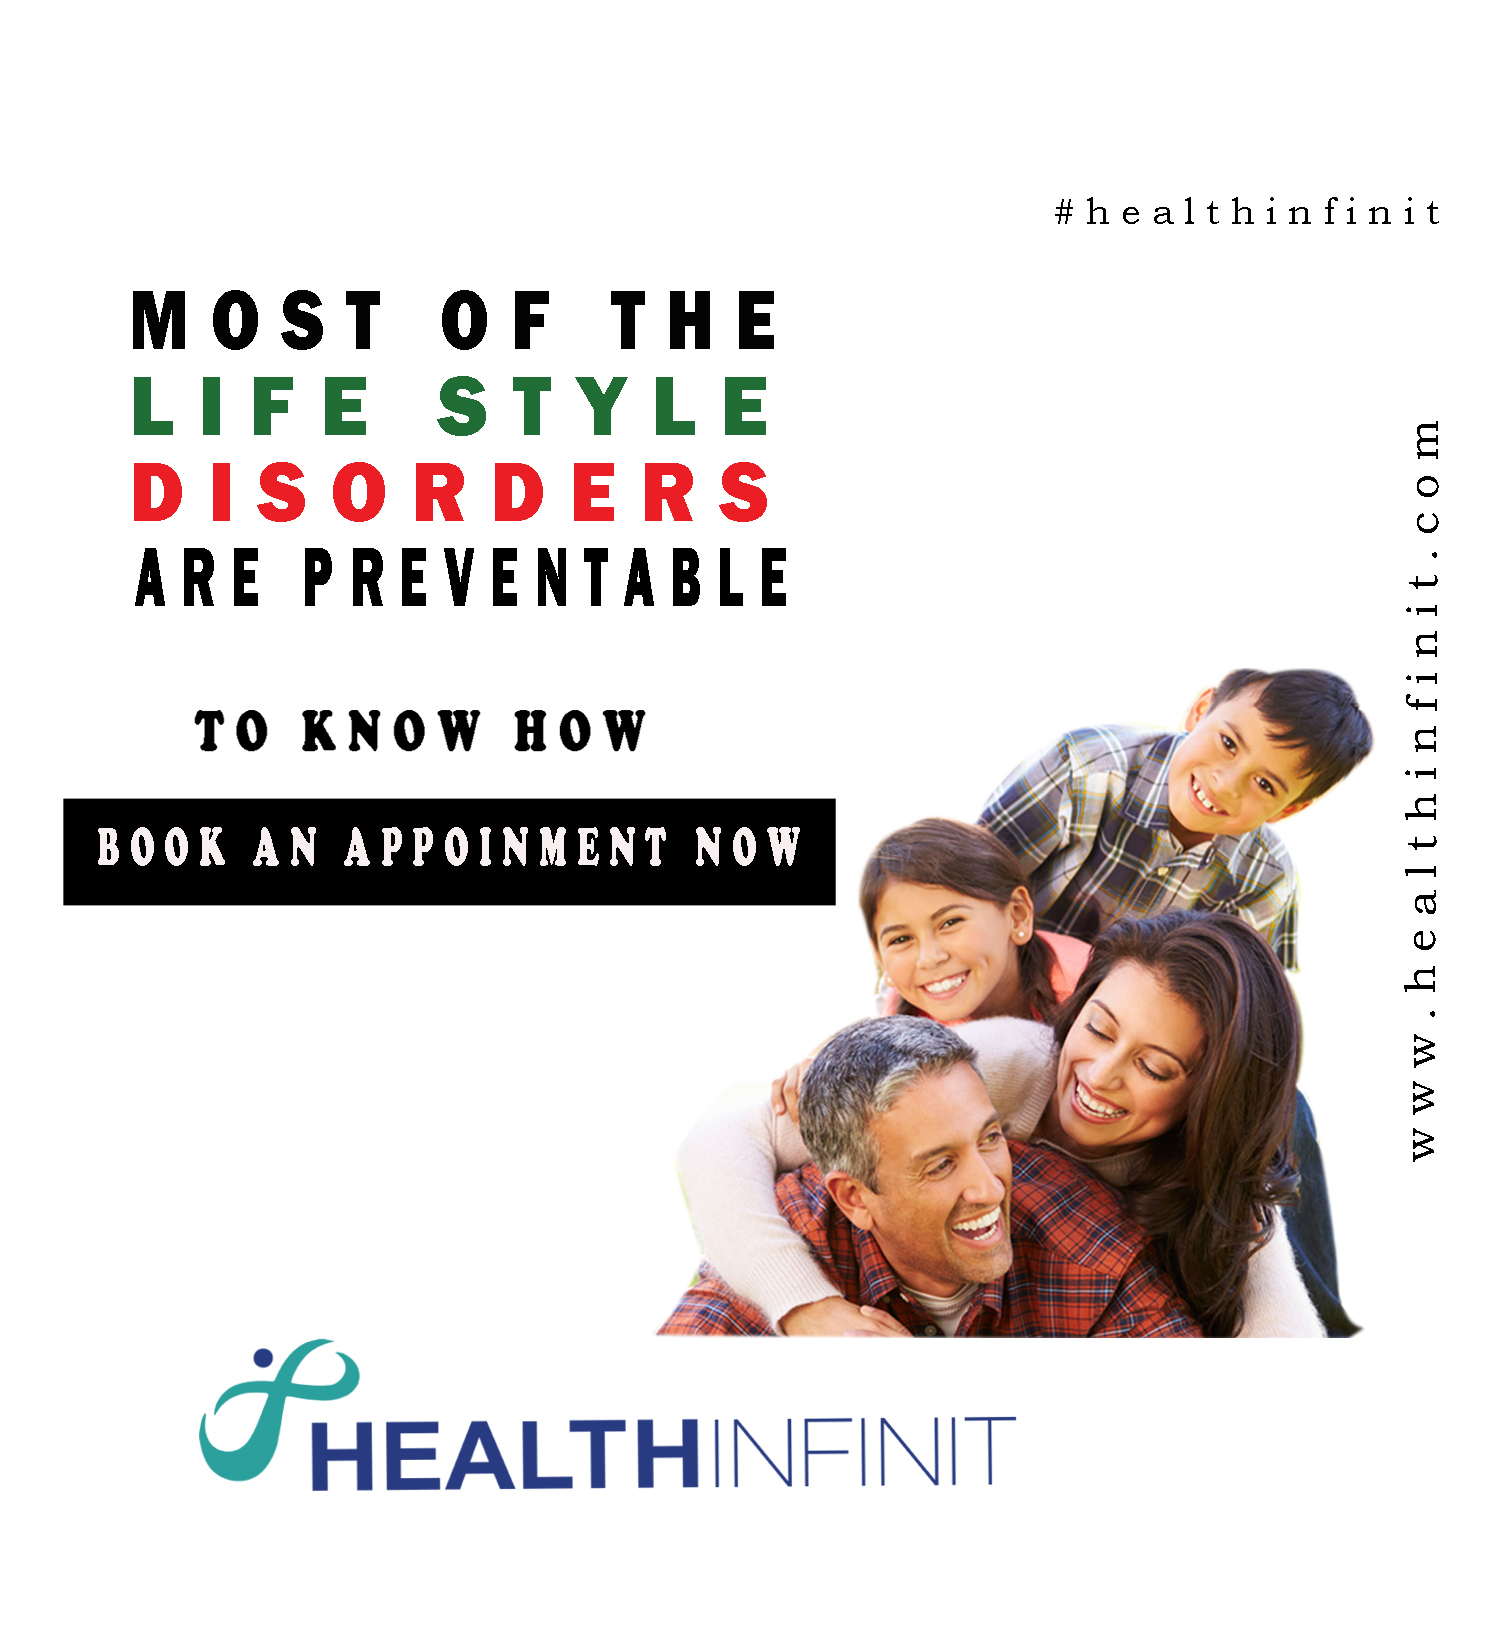 #healthinfinit
MOST OF THE
LIFE STYLE
DISORDERS
ARE PREVENTABLE
TO KNOW HOW
BOOK AN APPOINMENT NOW
www.healthinfinit.com
HEALTHINFINIT